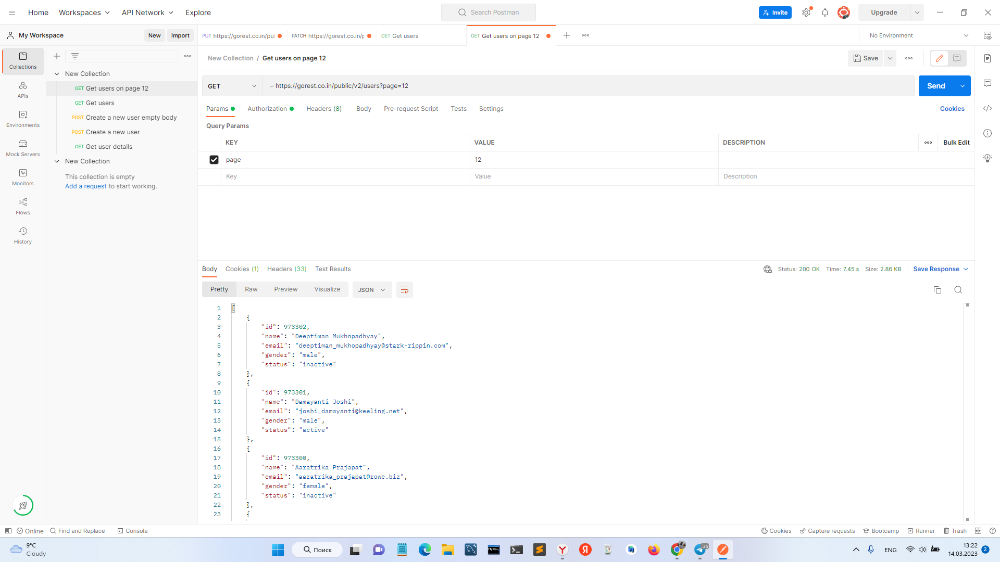 Home
Workspaces
API Network
Explore
Search Postman
Invite
Upgrade
My Workspace
New
Import
PUT https://gorest.co.in/pul
PATCH https://gorest.co.in/p
GET Get users
GET Get users on page 12
No Environment
Collections
APIs
Environments
Mock Servers
Monitors
Flows
History
New Collection
GET Get users on page 12
GET Get users
POST Create a new user empty body
POST Create a new user
GET Get user details
New Collection
This collection is empty
Add a request to start working.
New Collection / Get users on page 12
Save
GET
https://gorest.co.in/public/v2/users?page=12
Send
Params
Authorization
Headers (8)
Body
Pre-request Script
Tests
Settings
Cookies
Query Params
KEY
VALUE
DESCRIPTION
Bulk Edit
page
12
Key
Value
Description
Body
Cookies (1)
Headers (33)
Test Results
Status: 200 OK
Time: 7.45 s
Size: 2.86 KB
Save Response
Pretty
Raw
Preview
Visualize
JSON
1 [
2 {
3 "id": 973302,
4 "name": "Deeptiman Mukhopadhyay",
5 "email": "deeptiman_mukhopadhyay@stark-rippin.com",
6 "gender": "male",
7 "status": "inactive"
8 },
9 {
10 "id": 973301,
11 "name": "Damayanti Joshi",
12 "email": "joshi_damayanti@keeling.net",
13 "gender": "male",
14 "status": "active"
15 },
16 {
17 "id": 973300,
18 "name": "Aaratrika Prajapat",
19 "email": "aaratrika_prajapat@rowe.biz",
20 "gender": "female",
21 "status": "inactive"
22 },
23 {
Online
Find and Replace
Console
Cookies
Capture requests
Bootcamp
Runner
Trash
9°C
Cloudy
Поиск
MySQL
Y
Я
35
ENG
13:22
14.03.2023
2